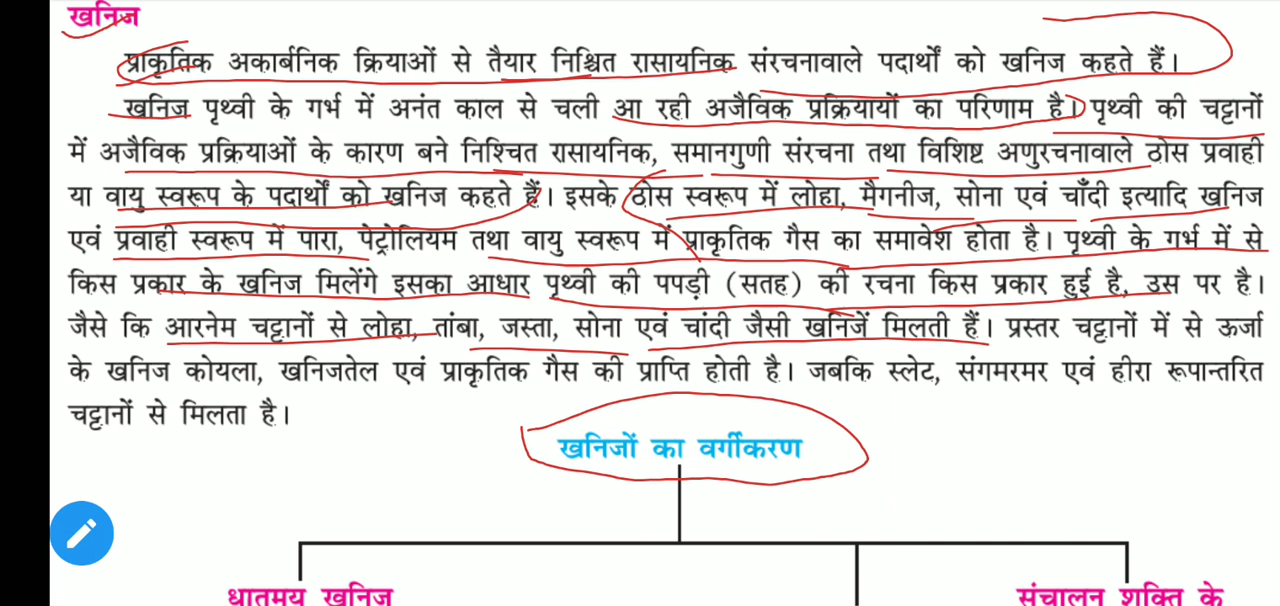 खनिज
प्राकृतिक अकार्बनिक क्रियाओं से तैयार निश्चित रासायनिक संरचनावाले पदार्थों को खनिज कहते हैं।
खनिज पृथ्वी के गर्भ में अनंत काल से चली आ रही अजैविक प्रक्रियायों का परिणाम है। पृथ्वी की चट्टानों
में अजैविक प्रक्रियाओं के कारण बने निश्चित रासायनिक, समानगुणी संरचना तथा विशिष्ट अणुरचनावाले ठोस प्रवाही
या वायु स्वरूप के पदार्थों को खनिज कहते हैं। इसके ठोस स्वरूप में लोहा, मैगनीज, सोना एवं चाँदी इत्यादि खनिज
एवं प्रवाही स्वरूप में पारा, पेट्रोलियम तथा वायु स्वरूप में प्राकृतिक गैस का समावेश होता है। पृथ्वी के गर्भ में से
किस प्रकार के खनिज मिलेंगे इसका आधार पृथ्वी की पपड़ी (सतह) की रचना किस प्रकार हुई है, उस पर है।
जैसे कि आरनेम चट्टानों से लोहा, तांबा, जस्ता, सोना एवं चांदी जैसी खनिजें मिलती हैं। प्रस्तर चट्टानों में से ऊर्जा
के खनिज कोयला, खनिजतेल एवं प्राकृतिक गैस की प्राप्ति होती है। जबकि स्लेट, संगमरमर एवं हीरा रूपान्तरित
चट्टानों से मिलता है।
खनिजों का वर्गीकरण
धातुमय खनिज संचालन शक्ति के